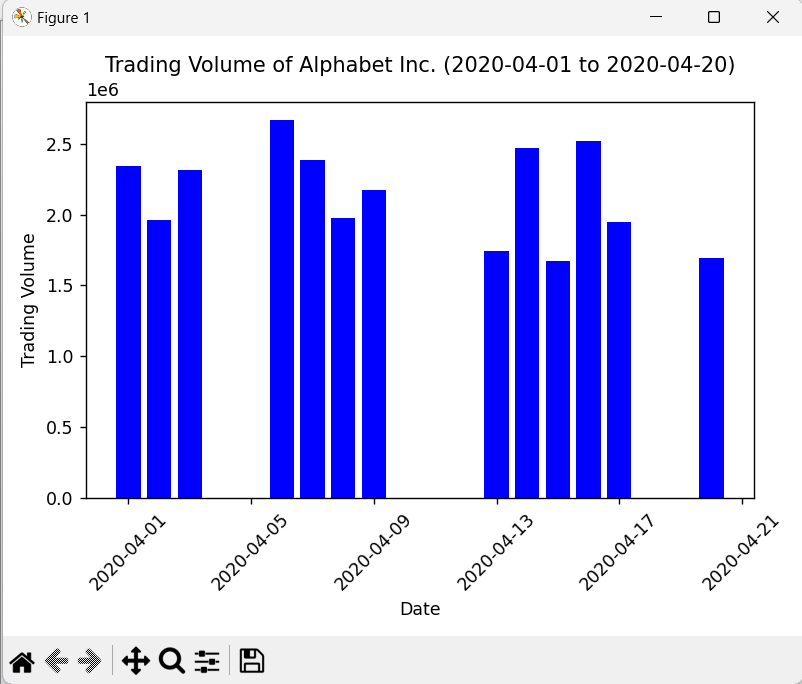 Figure 1
Trading Volume of Alphabet Inc. (2020-04-01 to 2020-04-20)
1e6
2.5
2.0
1.5
1.0
0.5
0.0
Trading Volume
2020-04-01
2020-04-05
2020-04-09
2020-04-13
2020-04-17
2020-04-21
Date